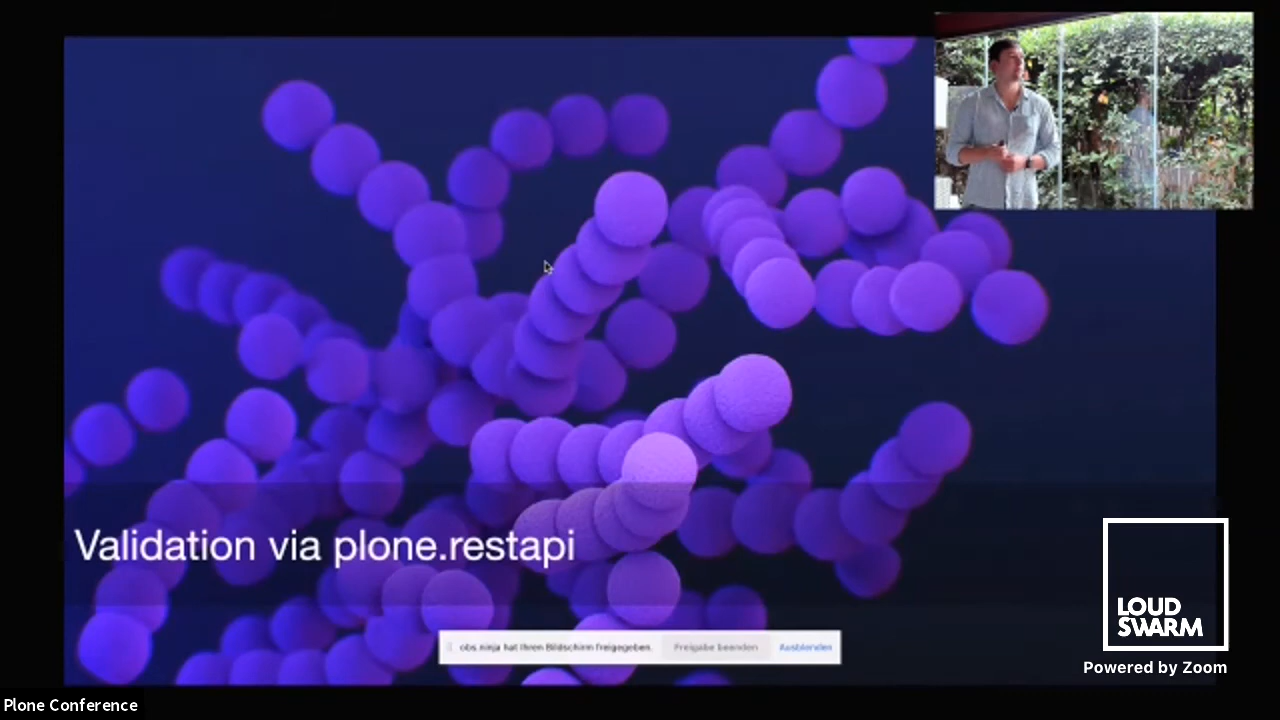 Validation via plone.restapi
obs.ninja hat Ihren Bildschirm freigegeben. Freigabe beenden Ausblenden
LOUD
SWARM
Powered by Zoom
Plone Conference